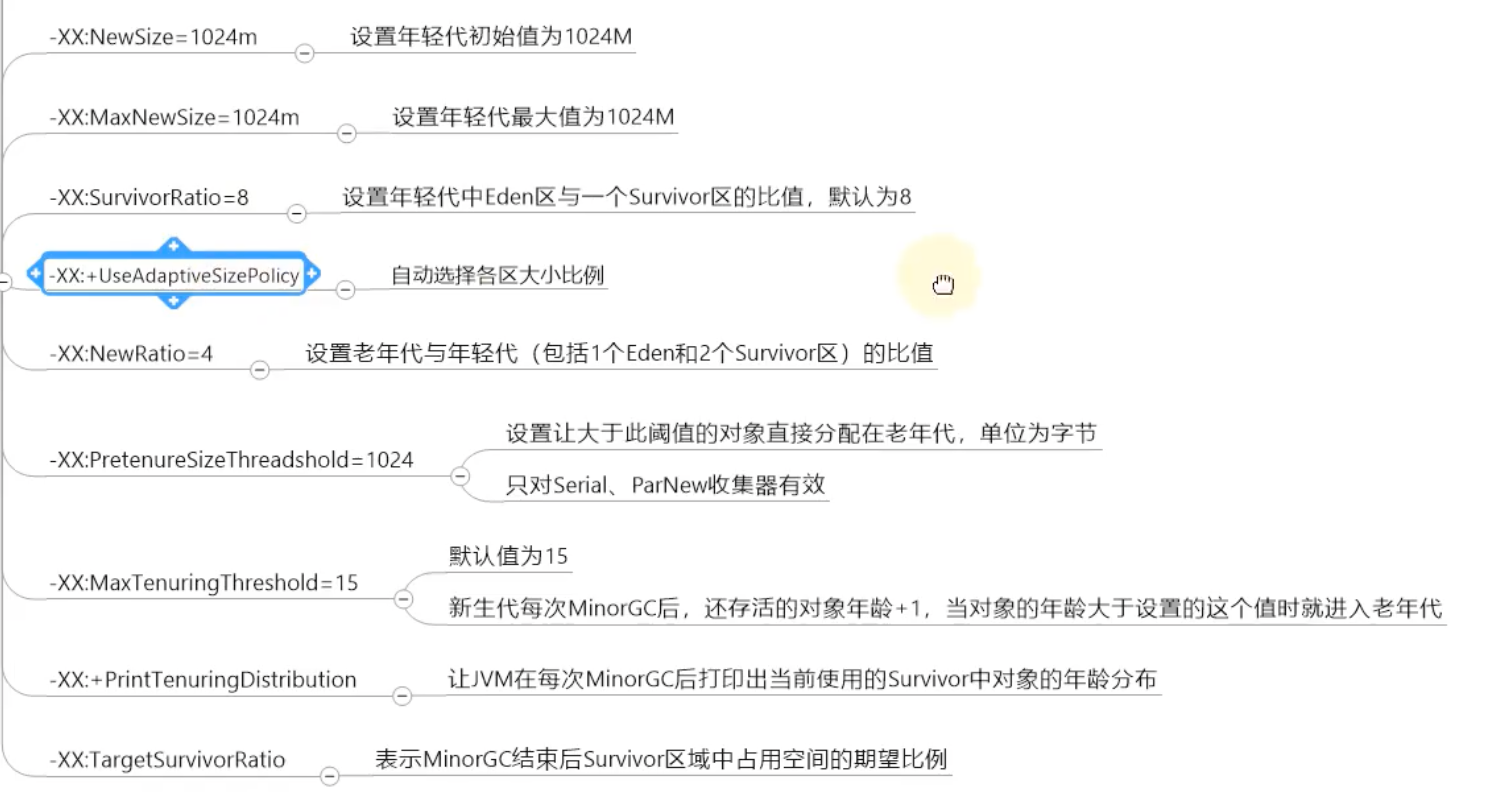 -XX:NewSize=1024m 设置年轻代初始值为1024M
-XX:MaxNewSize=1024m 设置年轻代最大值为1024M
-XX:SurvivorRatio=8 设置年轻代中Eden区与一个Survivor区的比值，默认为8
-XX:+UseAdaptiveSizePolicy 自动选择各区大小比例
-XX:NewRatio=4 设置老年代与年轻代（包括1个Eden和2个Survivor区）的比值
设置让大于此阈值的对象直接分配在老年代，单位为字节
-XX:PretenureSizeThreadshold=1024
只对Serial、ParNew收集器有效
默认值为15
-XX:MaxTenuringThreshold=15
新生代每次MinorGC后，还存活的对象年龄+1，当对象的年龄大于设置的这个值时就进入老年代
-XX:+PrintTenuringDistribution 让JVM在每次MinorGC后打印出当前使用的Survivor中对象的年龄分布
-XX:TargetSurvivorRatio 表示MinorGC结束后Survivor区域中占用空间的期望比例